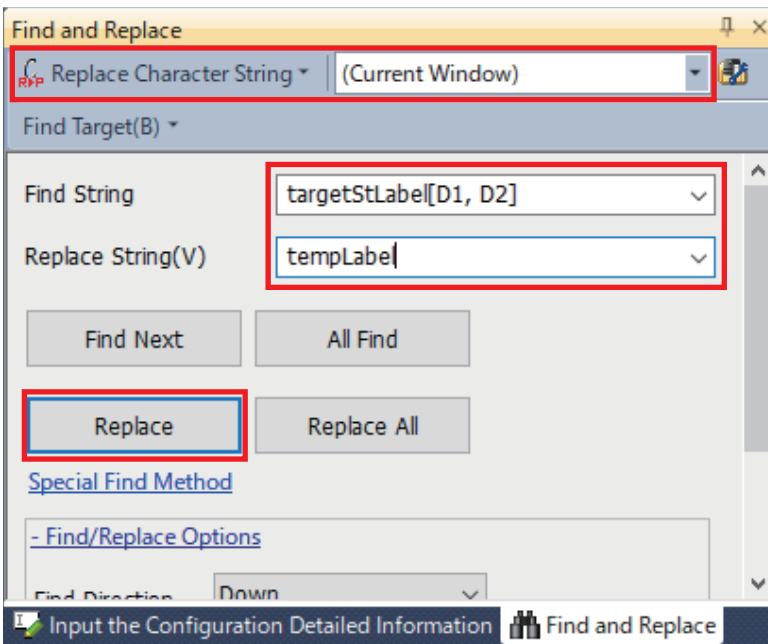 Find and Replace
Replace Character String (Current Window)
Find Target(B)
Find String targetStLabel[D1, D2]
Replace String(V) tempLabel
Find Next All Find
Replace Replace All
Special Find Method
- Find/Replace Options
Find Direction Down
Input the Configuration Detailed Information Find and Replace